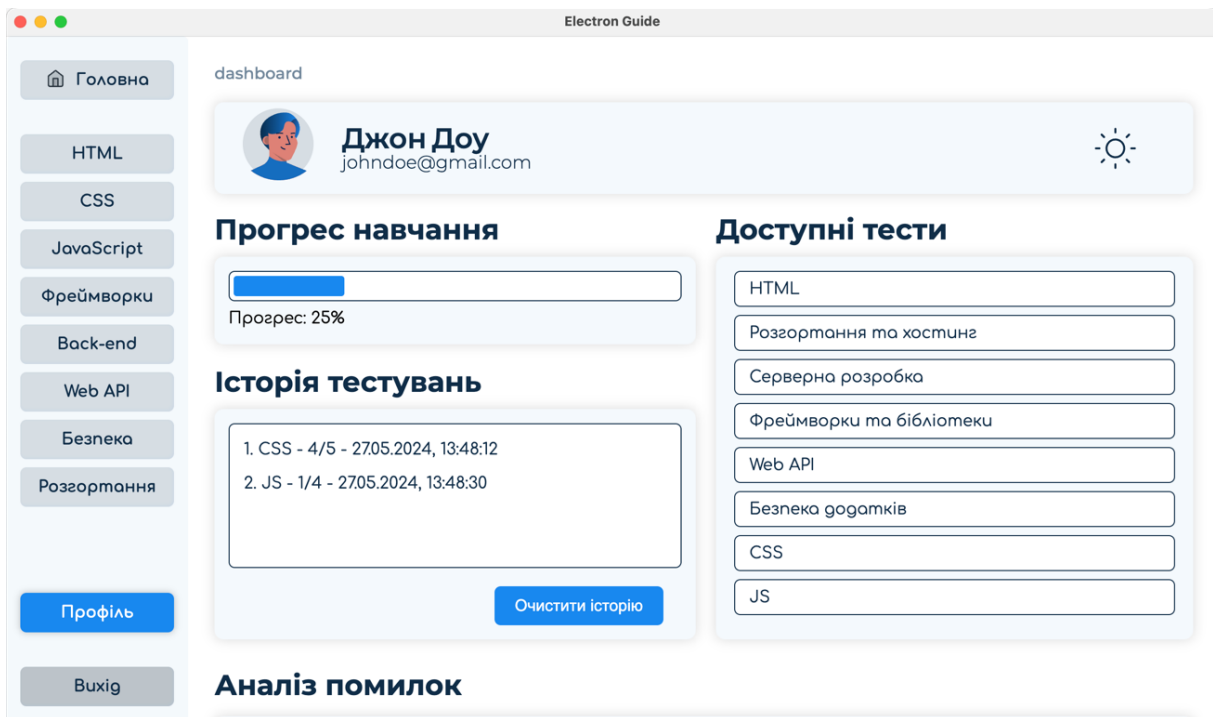 Electron Guide
Головна
HTML
CSS
JavaScript
Фреймворки
Back-end
Web API
Безпека
Розгортання
Профіль
Вихід
dashboard
Джон Доу
johndoe@gmail.com
Прогрес навчання
Прогрес: 25%
Історія тестувань
1. CSS - 4/5 - 27.05.2024, 13:48:12
2. JS - 1/4 - 27.05.2024, 13:48:30
Очистити історію
Доступні тести
HTML
Розгортання та хостинг
Серверна розробка
Фреймворки та бібліотеки
Web API
Безпека додатків
CSS
JS
Аналіз помилок